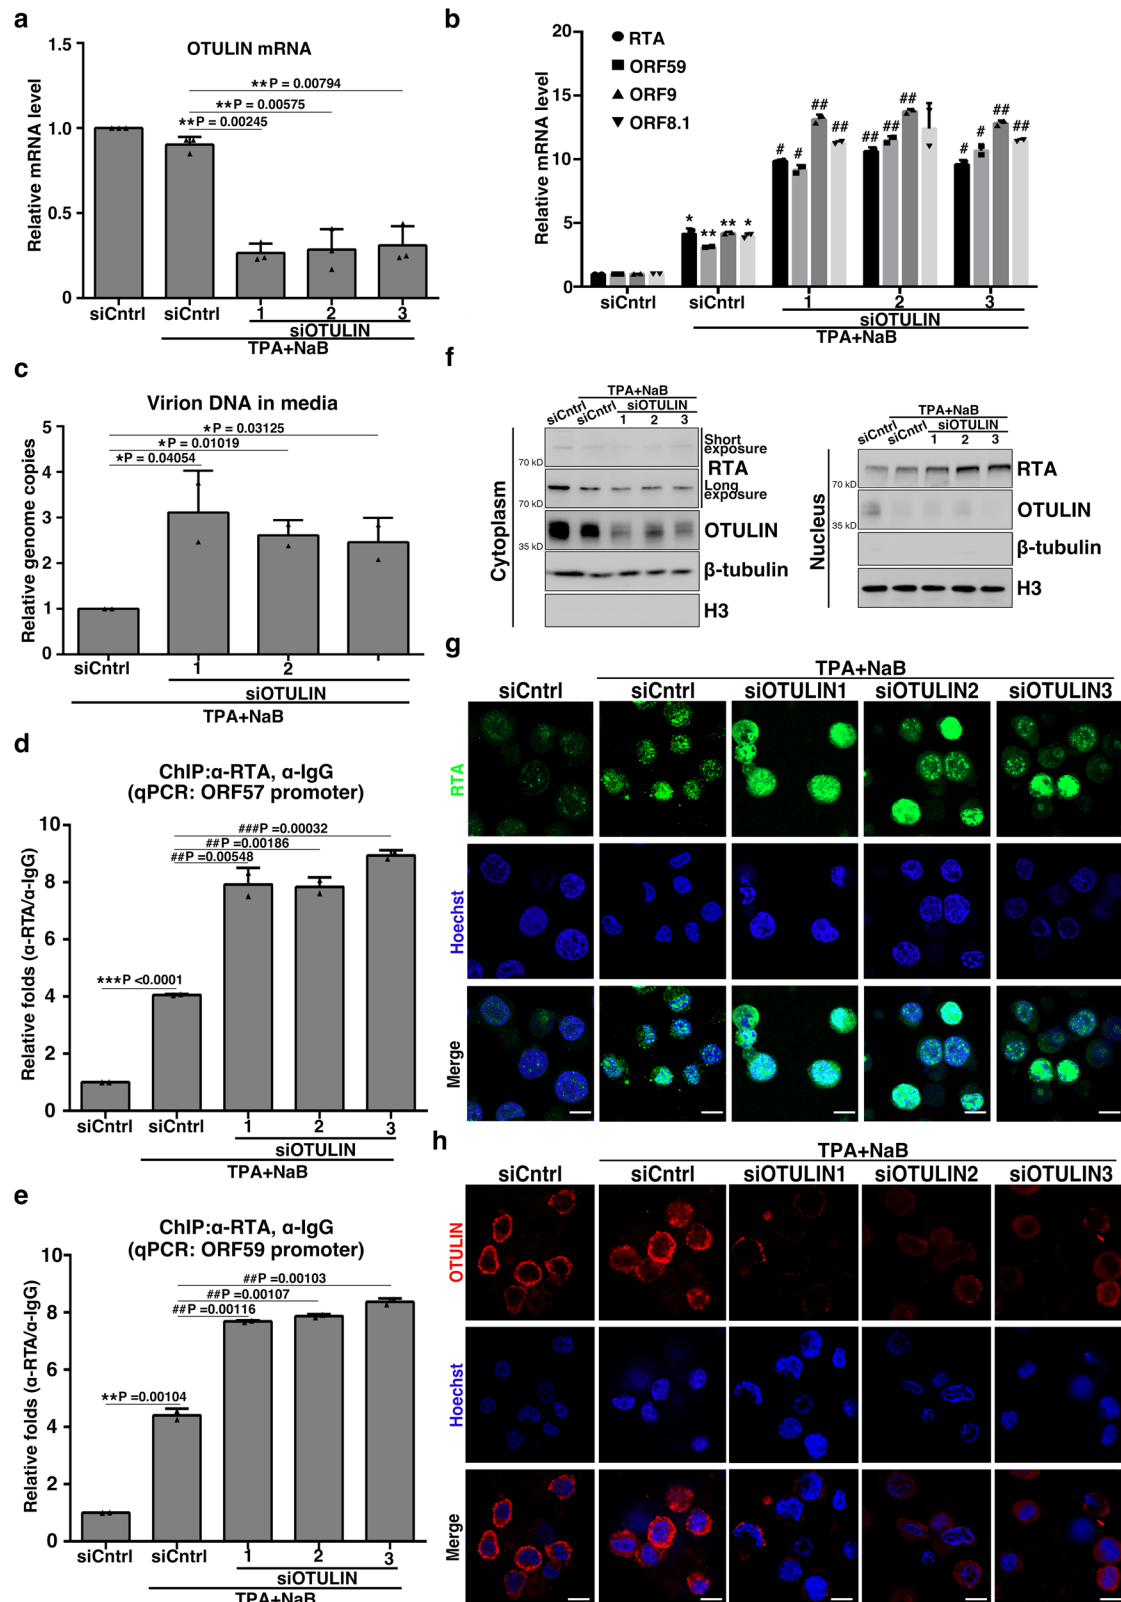 a
OTULIN mRNA
Relative mRNA level
1.5
1.0
0.5
0
**P = 0.00794
**P = 0.00575
**P = 0.00245
siCntrl siCntrl 1 2 3
siOTULIN
TPA+NaB
b
Relative mRNA level
20
15
10
5
0
RTA
ORF59
ORF9
ORF8.1
* ** ** *
# # ## ##
## ## ##
# # ## ##
siCntrl siCntrl 1 2 3
siOTULIN
TPA+NaB
c
Virion DNA in media
Relative genome copies
5
4
3
2
1
0
*P = 0.03125
*P = 0.01019
*P = 0.04054
siCntrl 1 2
siOTULIN
TPA+NaB
d
ChIP:α-RTA, α-IgG
(qPCR: ORF57 promoter)
Relative folds (α-RTA/α-IgG)
10
8
6
4
2
0
###P =0.00032
##P =0.00186
##P =0.00548
***P <0.0001
siCntrl siCntrl 1 2 3
siOTULIN
TPA+NaB
e
ChIP:α-RTA, α-IgG
(qPCR: ORF59 promoter)
Relative folds (α-RTA/α-IgG)
10
8
6
4
2
0
##P =0.00103
##P =0.00107
##P =0.00116
**P =0.00104
siCntrl siCntrl 1 2 3
siOTULIN
TPA+NaB
f
TPA+NaB
siCntrl siCntrl siOTULIN
1 2 3
Cytoplasm
Short
exposure
70 kD
RTA
Long
exposure
70 kD
OTULIN
35 kD
β-tubulin
H3
TPA+NaB
siCntrl siCntrl siOTULIN
1 2 3
Nucleus
RTA
70 kD
OTULIN
35 kD
β-tubulin
H3
g
TPA+NaB
siCntrl siCntrl siOTULIN1 siOTULIN2 siOTULIN3
RTA
Hoechst
Merge
h
TPA+NaB
siCntrl siCntrl siOTULIN1 siOTULIN2 siOTULIN3
OTULIN
Hoechst
Merge